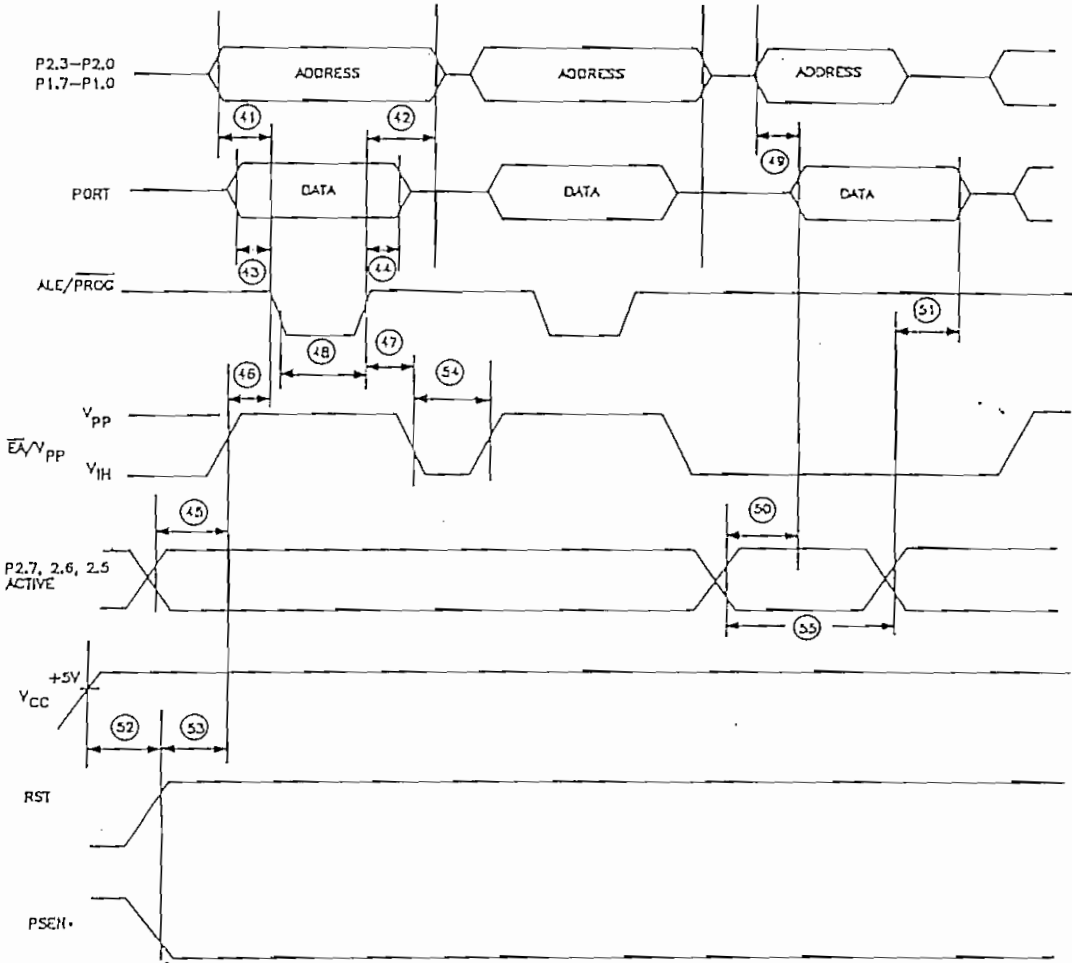 P2.3–P2.0
P1.7–P1.0
ADDRESS
ADDRESS
ADDRESS
41
42
49
PORT
DATA
DATA
DATA
43
44
ALE/PROG
51
48
47
46
54
VPP
EA/VPP
VIH
45
50
P2.7, 2.6, 2.5
ACTIVE
55
+5V
VCC
52
53
RST
PSEN.